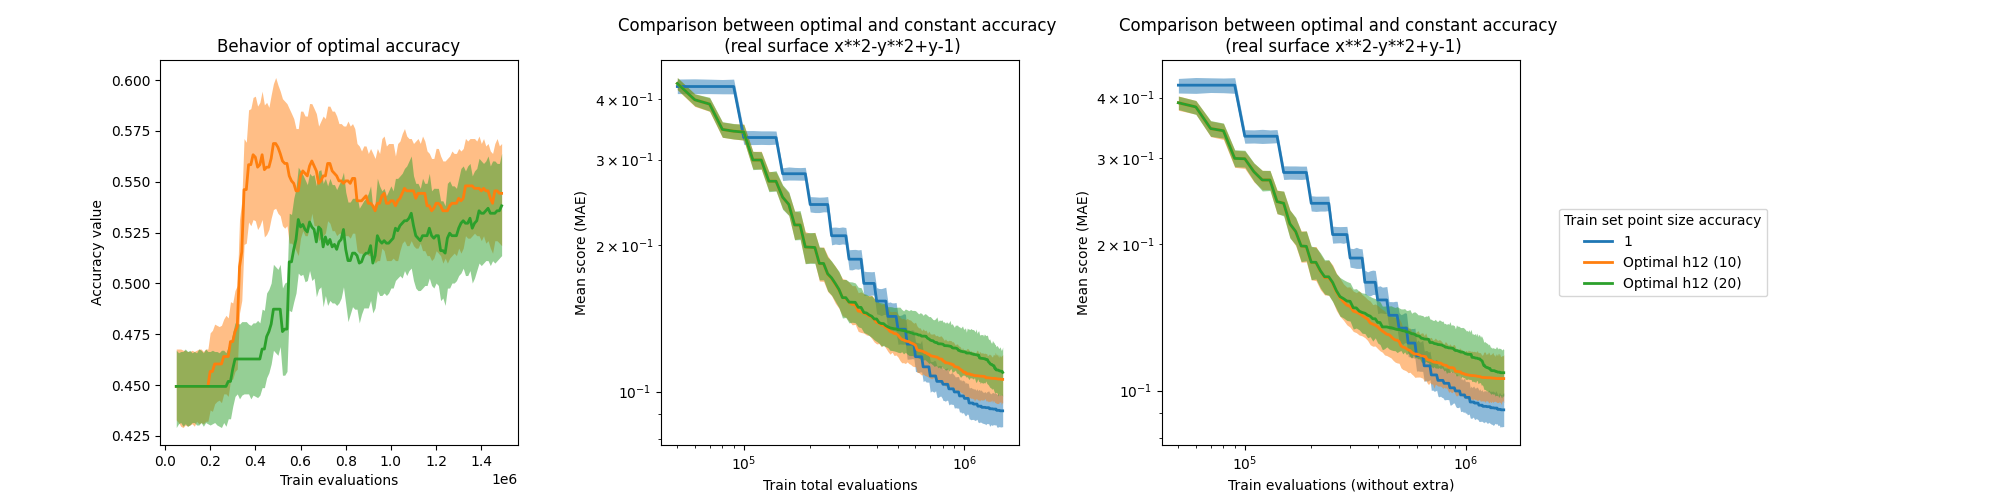 Behavior of optimal accuracy
0.600
0.575
0.550
0.525
0.500
0.475
0.450
0.425
Accuracy value
0.0 0.2 0.4 0.6 0.8 1.0 1.2 1.4
1e6
Train evaluations
Comparison between optimal and constant accuracy
(real surface x**2-y**2+y-1)
4 × 10⁻¹
3 × 10⁻¹
2 × 10⁻¹
10⁻¹
Mean score (MAE)
10⁵ 10⁶
Train total evaluations
Comparison between optimal and constant accuracy
(real surface x**2-y**2+y-1)
4 × 10⁻¹
3 × 10⁻¹
2 × 10⁻¹
10⁻¹
Mean score (MAE)
10⁵ 10⁶
Train evaluations (without extra)
Train set point size accuracy
1
Optimal h12 (10)
Optimal h12 (20)